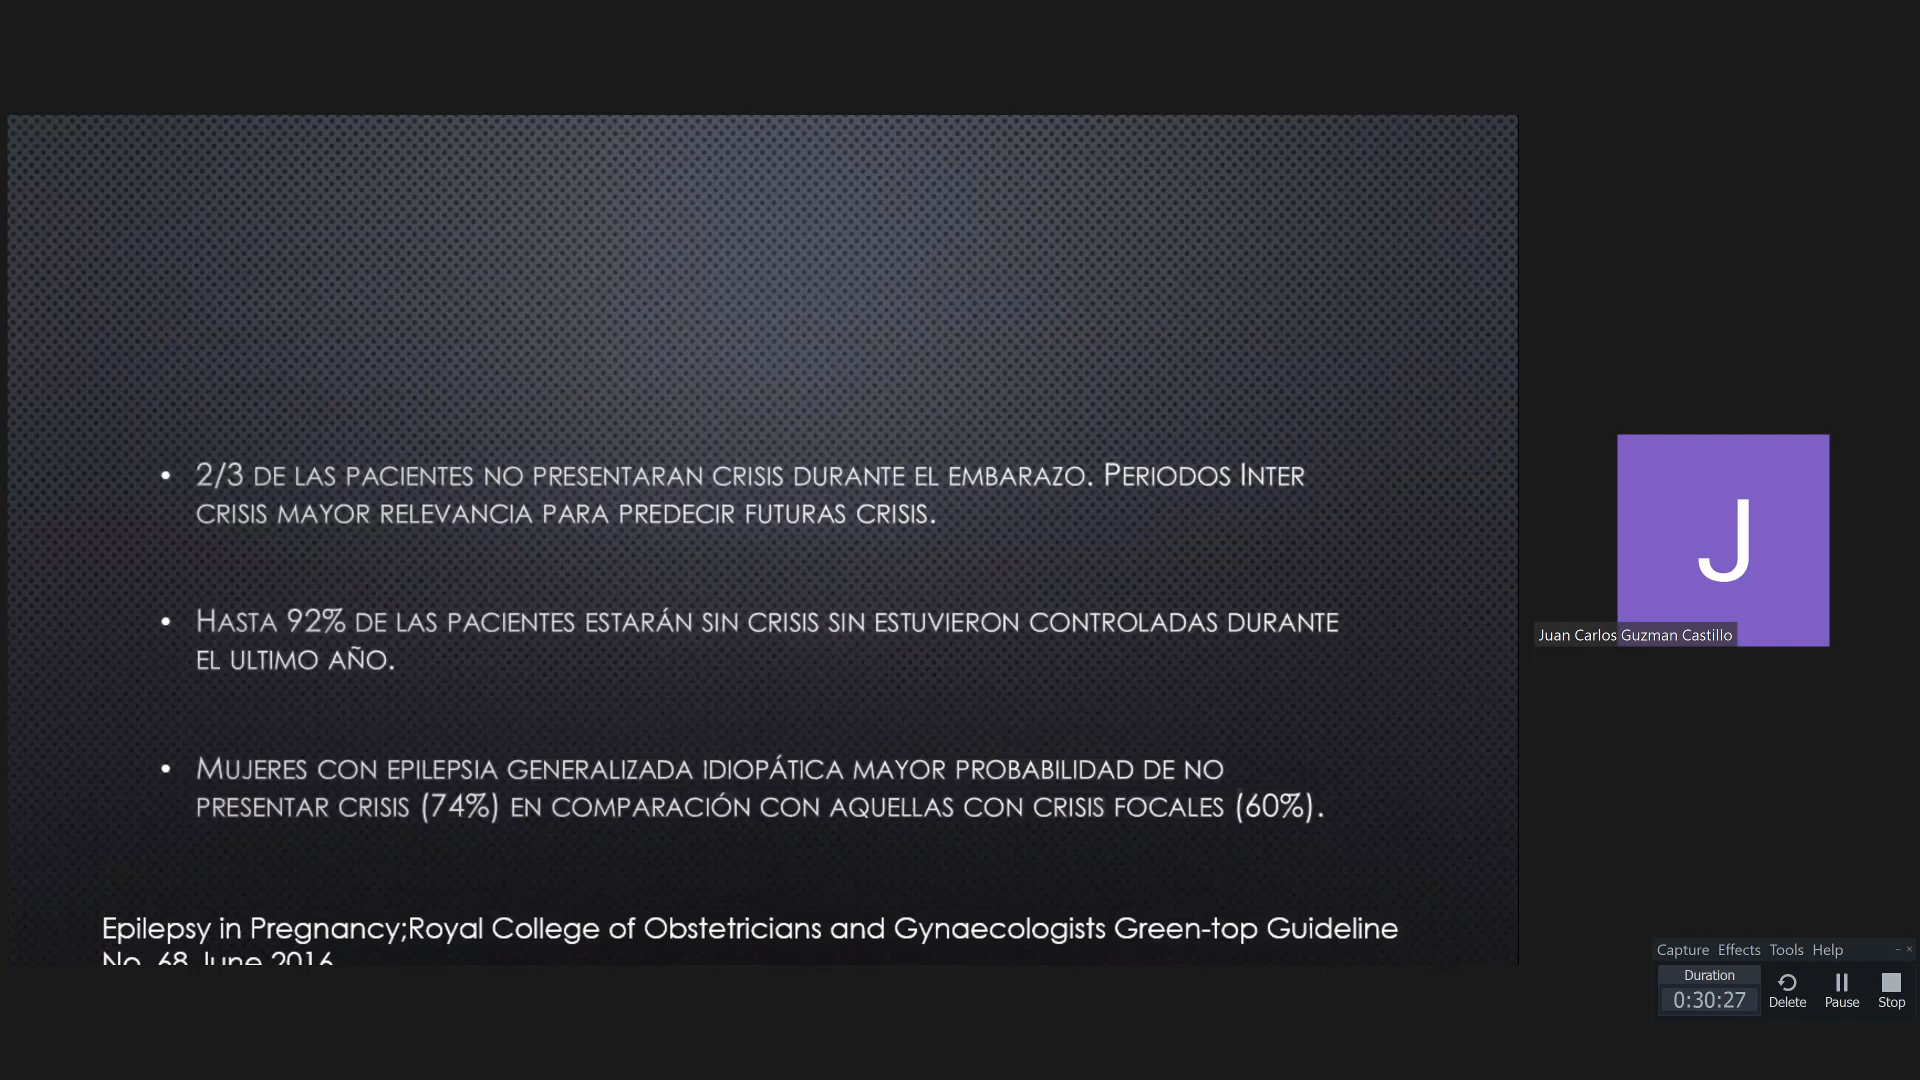 • 2/3 DE LAS PACIENTES NO PRESENTARAN CRISIS DURANTE EL EMBARAZO. PERIODOS INTER
CRISIS MAYOR RELEVANCIA PARA PREDECIR FUTURAS CRISIS.
• HASTA 92% DE LAS PACIENTES ESTARÁN SIN CRISIS SIN ESTUVIERON CONTROLADAS DURANTE
EL ULTIMO AÑO.
• MUJERES CON EPILEPSIA GENERALIZADA IDIOPÁTICA MAYOR PROBABILIDAD DE NO
PRESENTAR CRISIS (74%) EN COMPARACIÓN CON AQUELLAS CON CRISIS FOCALES (60%).
Epilepsy in Pregnancy;Royal College of Obstetricians and Gynaecologists Green-top Guideline
No. 68 June 2016
J
Juan Carlos Guzman Castillo
Capture Effects Tools Help
Duration
0:30:27
Delete Pause Stop